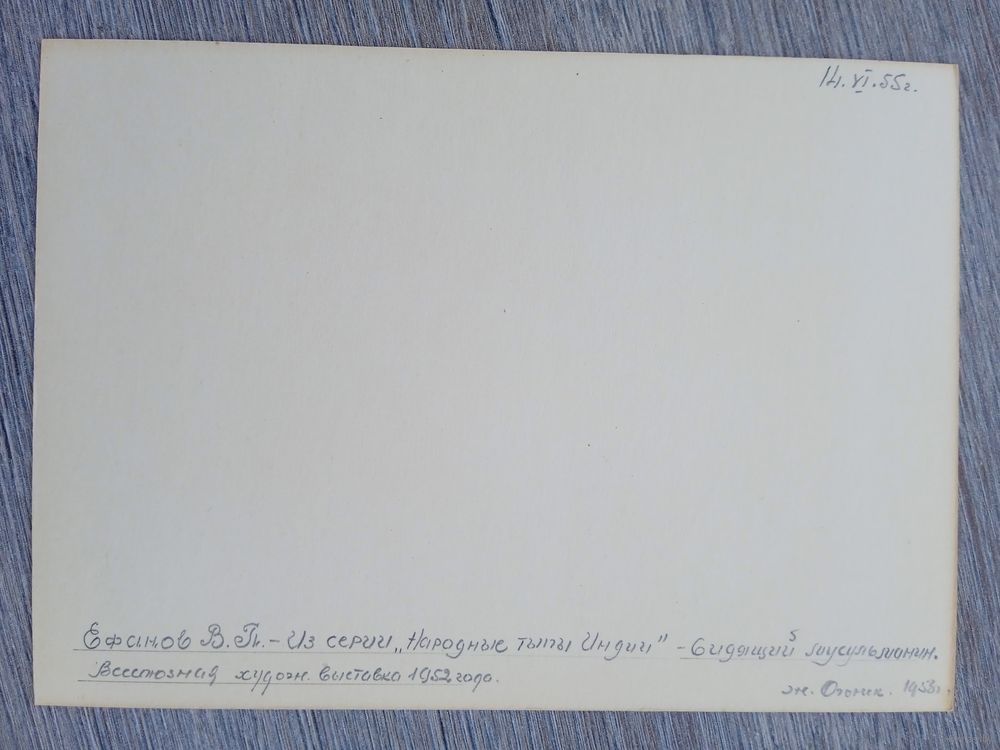 14.VI.55г.
Ефанов В.П. - Из серии „Народные типы Индии" - Сидящий мусульманин.
Всесоюзная худож. выставка 1952 года.
ж. Огонек. 1953г.